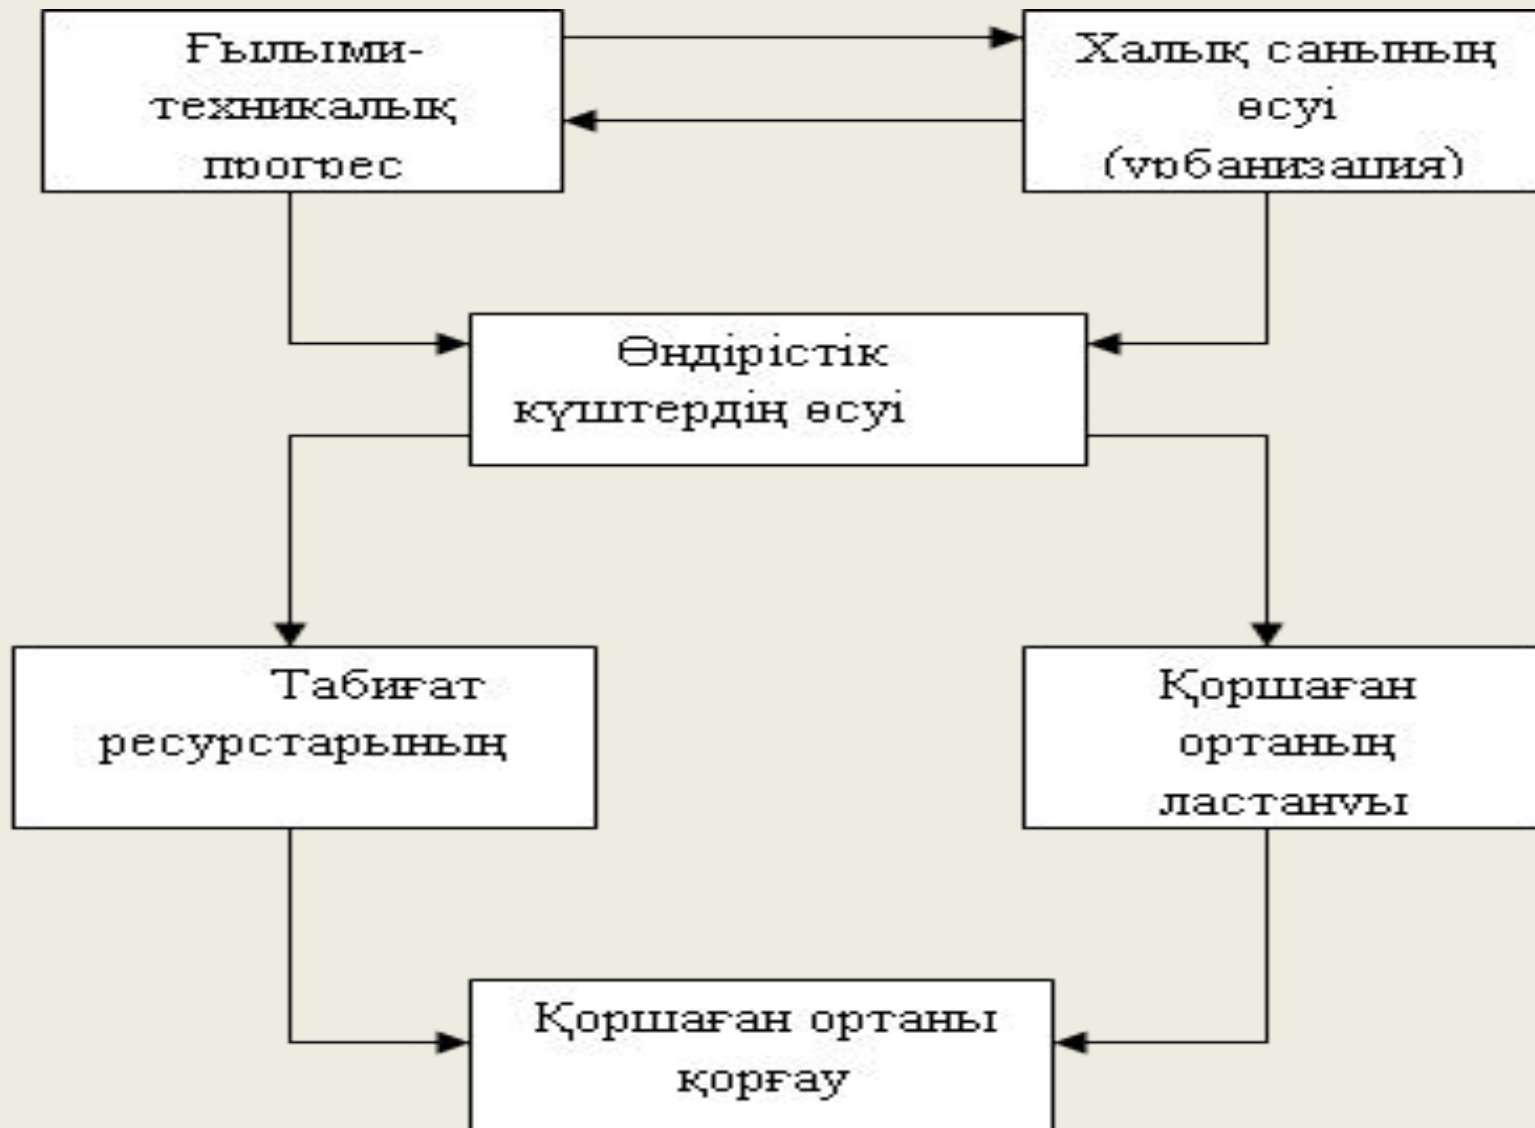 Ғылыми-
техникалық
прогрес
Халық санының
өсуі
(урбанизация)
Өндірістік
күштердің өсуі
Табиғат
ресурстарының
Қоршаған
ортаның
ластануы
Қоршаған ортаны
қорғау